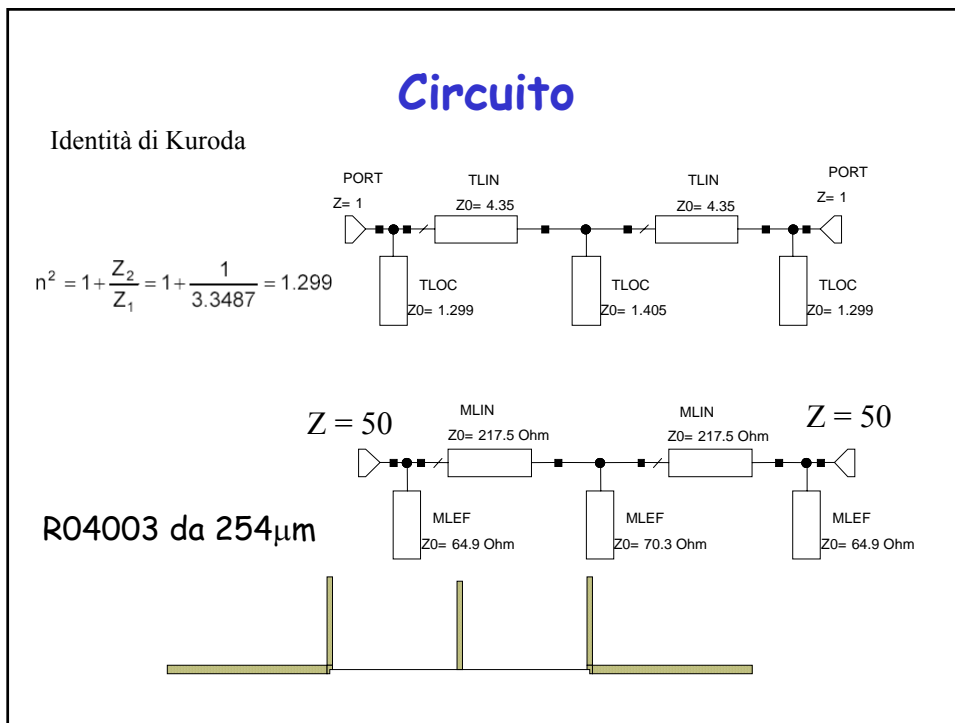 Circuito
Identità di Kuroda
PORT
Z= 1
TLIN
Z0= 4.35
TLIN
Z0= 4.35
PORT
Z= 1
n² = 1 + Z₂/Z₁ = 1 + 1/3.3487 = 1.299
TLOC
Z0= 1.299
TLOC
Z0= 1.405
TLOC
Z0= 1.299
Z = 50
MLIN
Z0= 217.5 Ohm
MLIN
Z0= 217.5 Ohm
Z = 50
R04003 da 254μm
MLEF
Z0= 64.9 Ohm
MLEF
Z0= 70.3 Ohm
MLEF
Z0= 64.9 Ohm